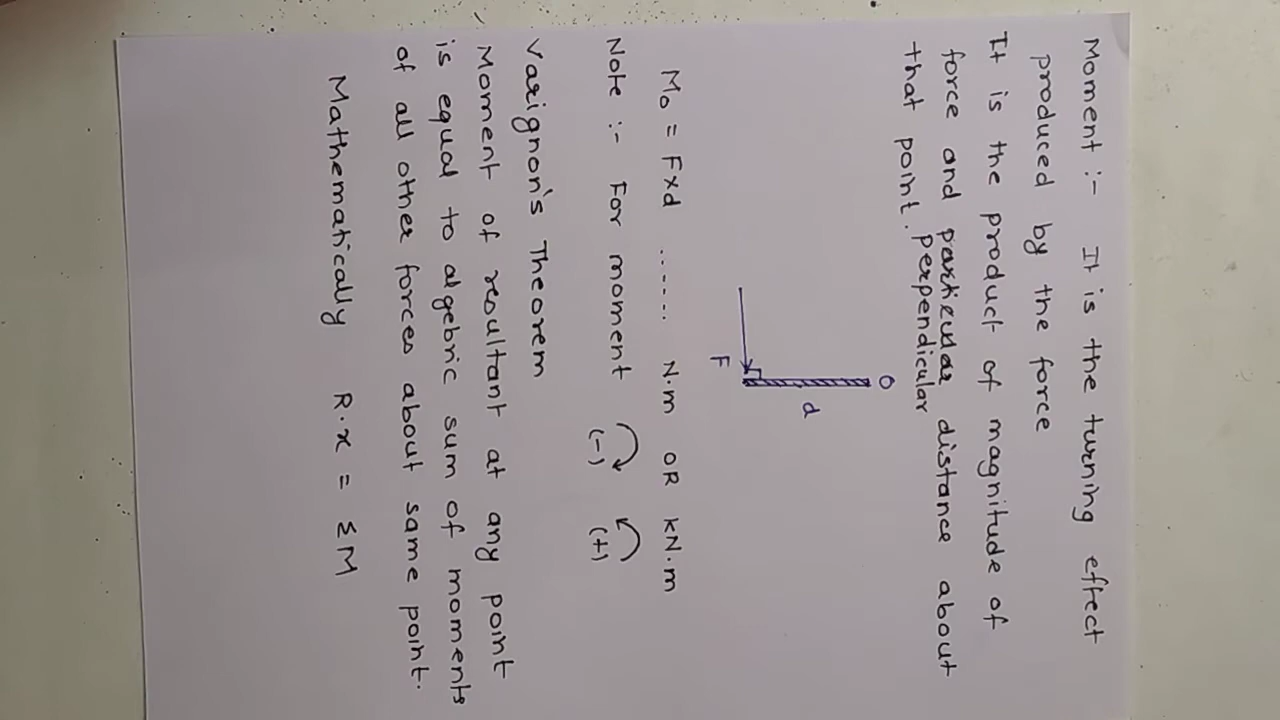 Moment :- It is the turning effect
produced by the force
It is the product of magnitude of
force and distance about
perpendicular
that point.
O
d
F
Mo = F×d ...... N.m OR kN.m
Note :- For moment
(-) (+)
Varignon's Theorem
Moment of resultant at any point
is equal to algebric sum of moments
of all other forces about same point.
Mathematically R.x = ΣM